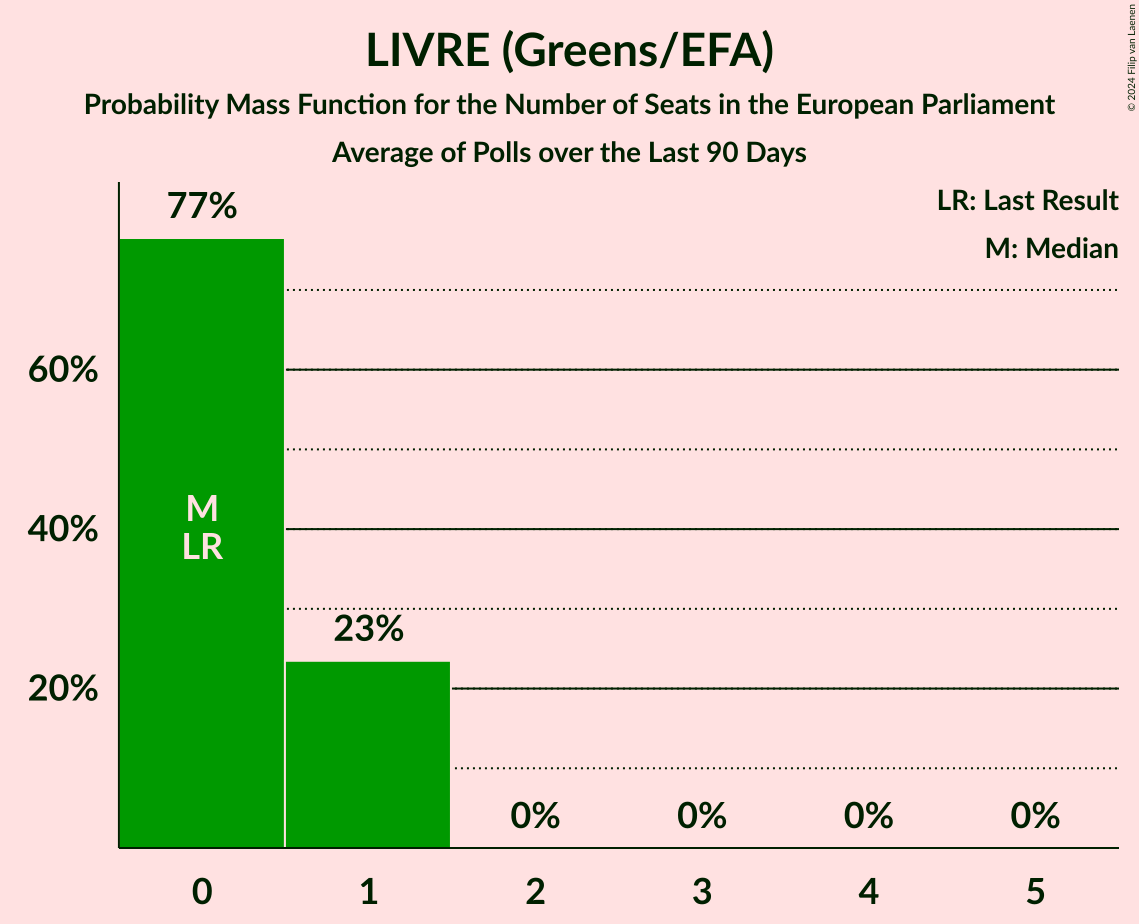 LIVRE (Greens/EFA)
Probability Mass Function for the Number of Seats in the European Parliament
Average of Polls over the Last 90 Days
© 2024 Filip van Laenen
LR: Last Result
M: Median
77%
60%
M
40%
LR
23%
20%
0% 0% 0% 0%
0 1 2 3 4 5